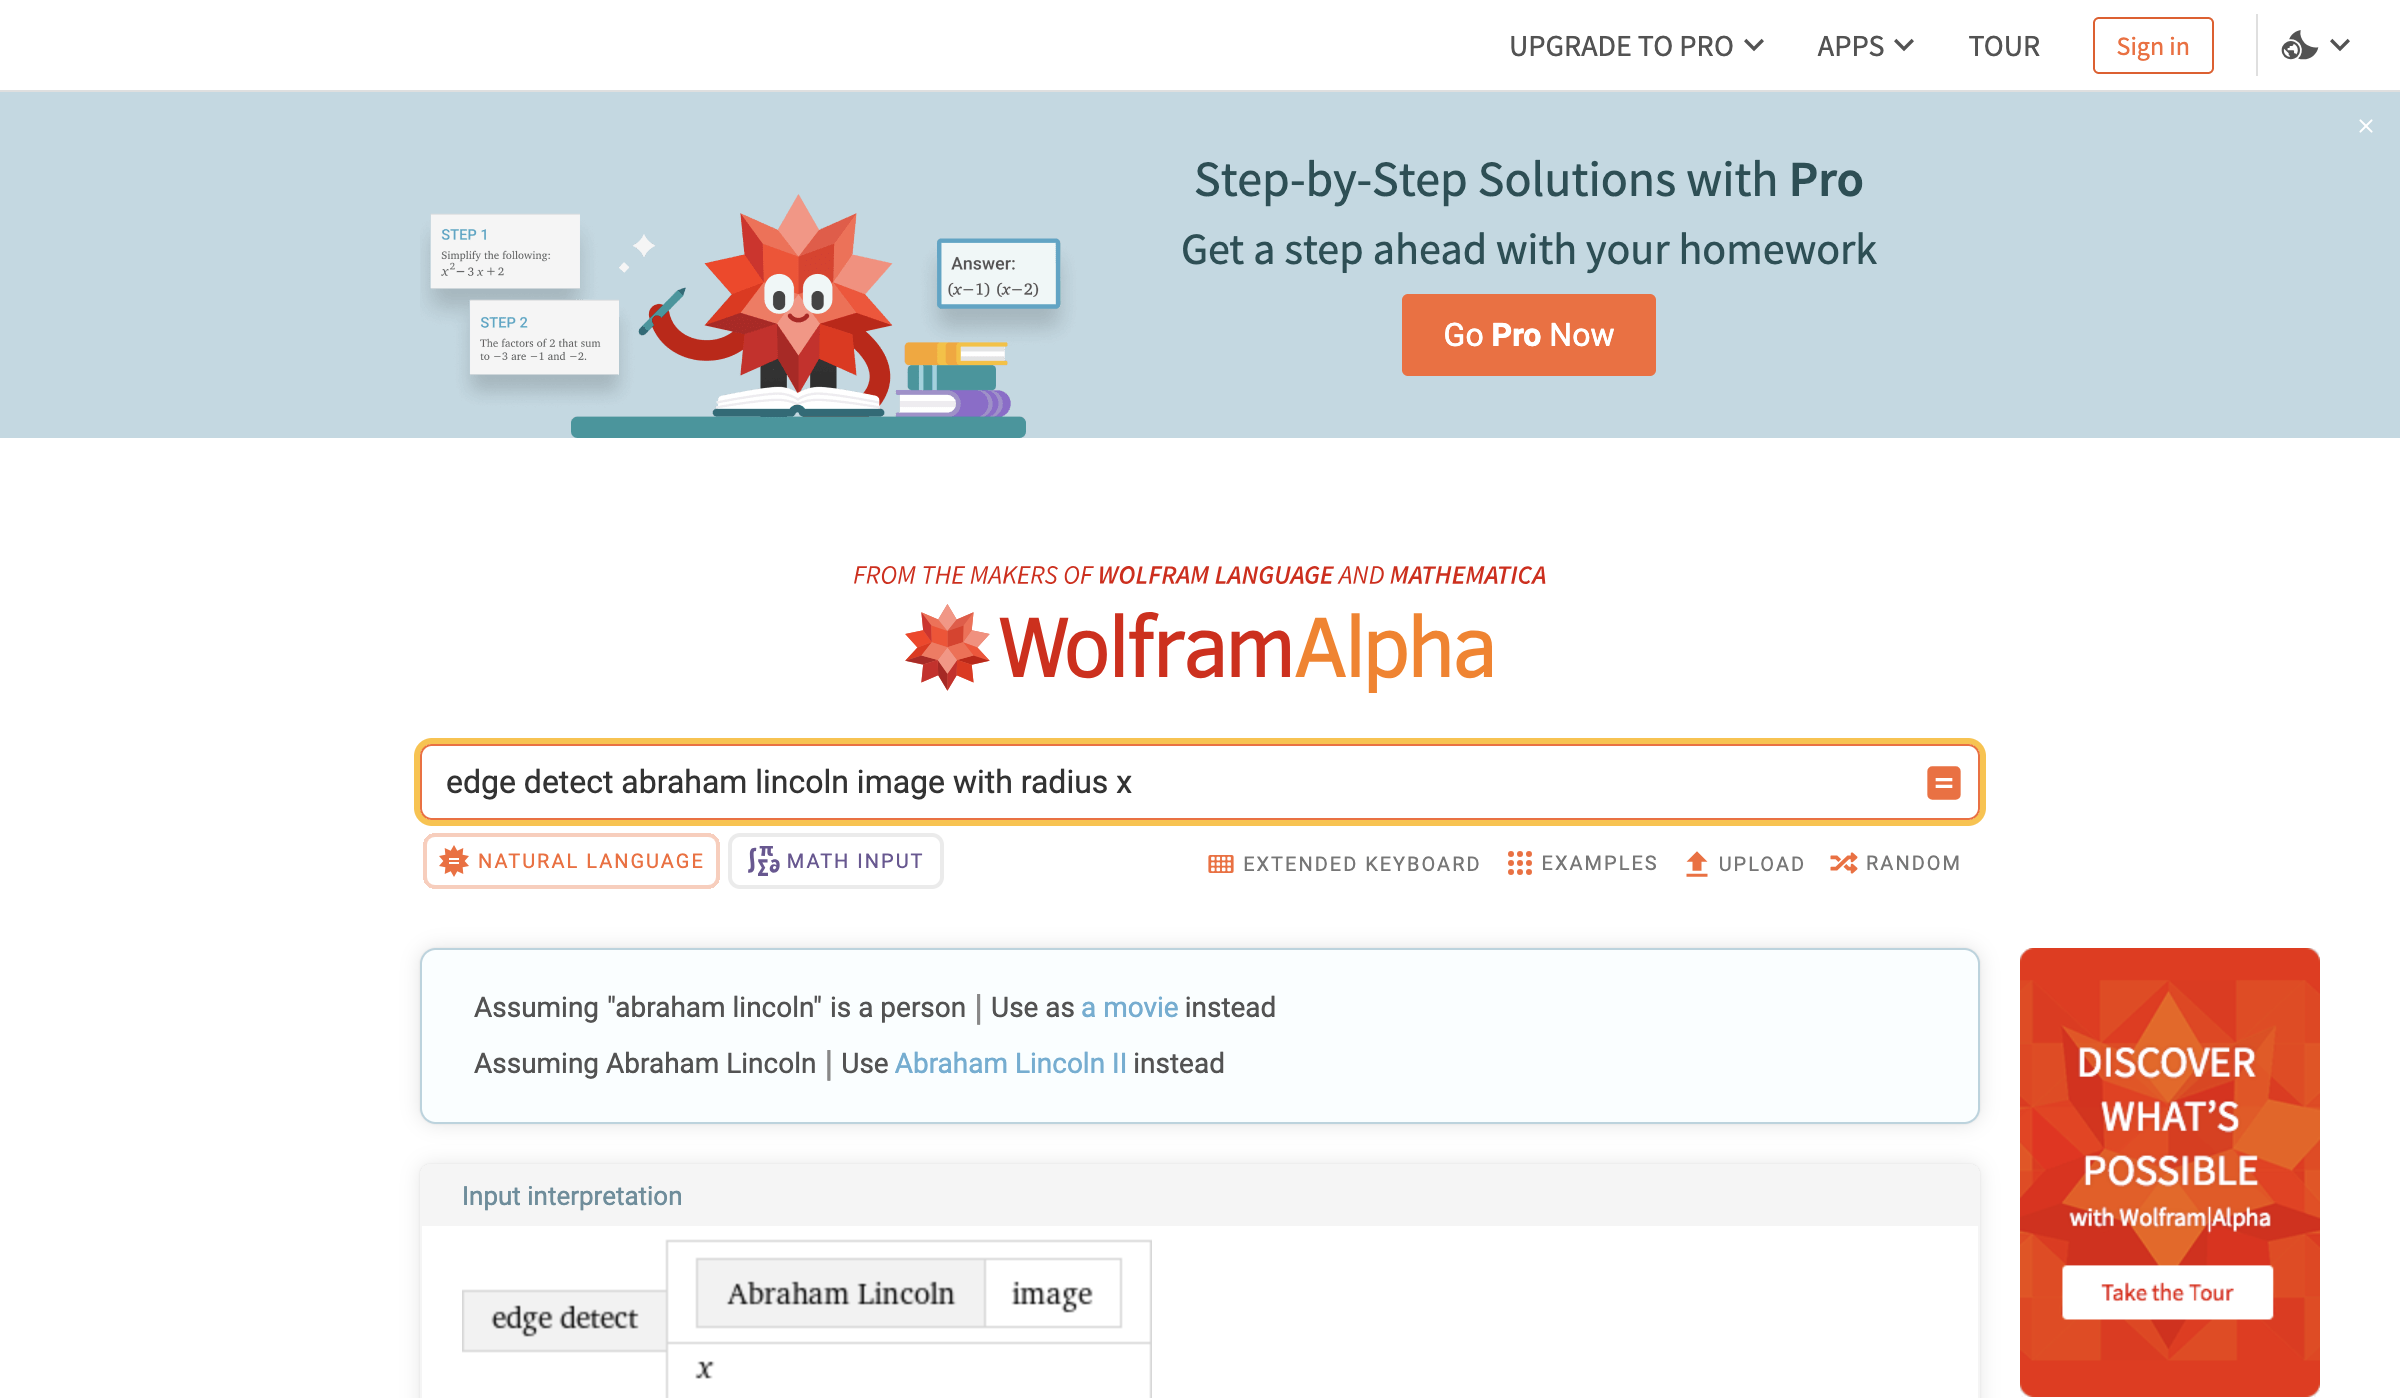 UPGRADE TO PRO
APPS
TOUR
Sign in
Step-by-Step Solutions with Pro
Get a step ahead with your homework
Go Pro Now
STEP 1
Simplify the following:
x² − 3 x + 2
STEP 2
The factors of 2 that sum
to −3 are −1 and −2.
Answer:
(x−1) (x−2)
FROM THE MAKERS OF WOLFRAM LANGUAGE AND MATHEMATICA
WolframAlpha
edge detect abraham lincoln image with radius x
=
NATURAL LANGUAGE
∫π∑∂ MATH INPUT
EXTENDED KEYBOARD
EXAMPLES
UPLOAD
RANDOM
Assuming "abraham lincoln" is a person | Use as a movie instead
Assuming Abraham Lincoln | Use Abraham Lincoln II instead
Input interpretation
edge detect
Abraham Lincoln
image
x
DISCOVER
WHAT'S
POSSIBLE
with Wolfram|Alpha
Take the Tour